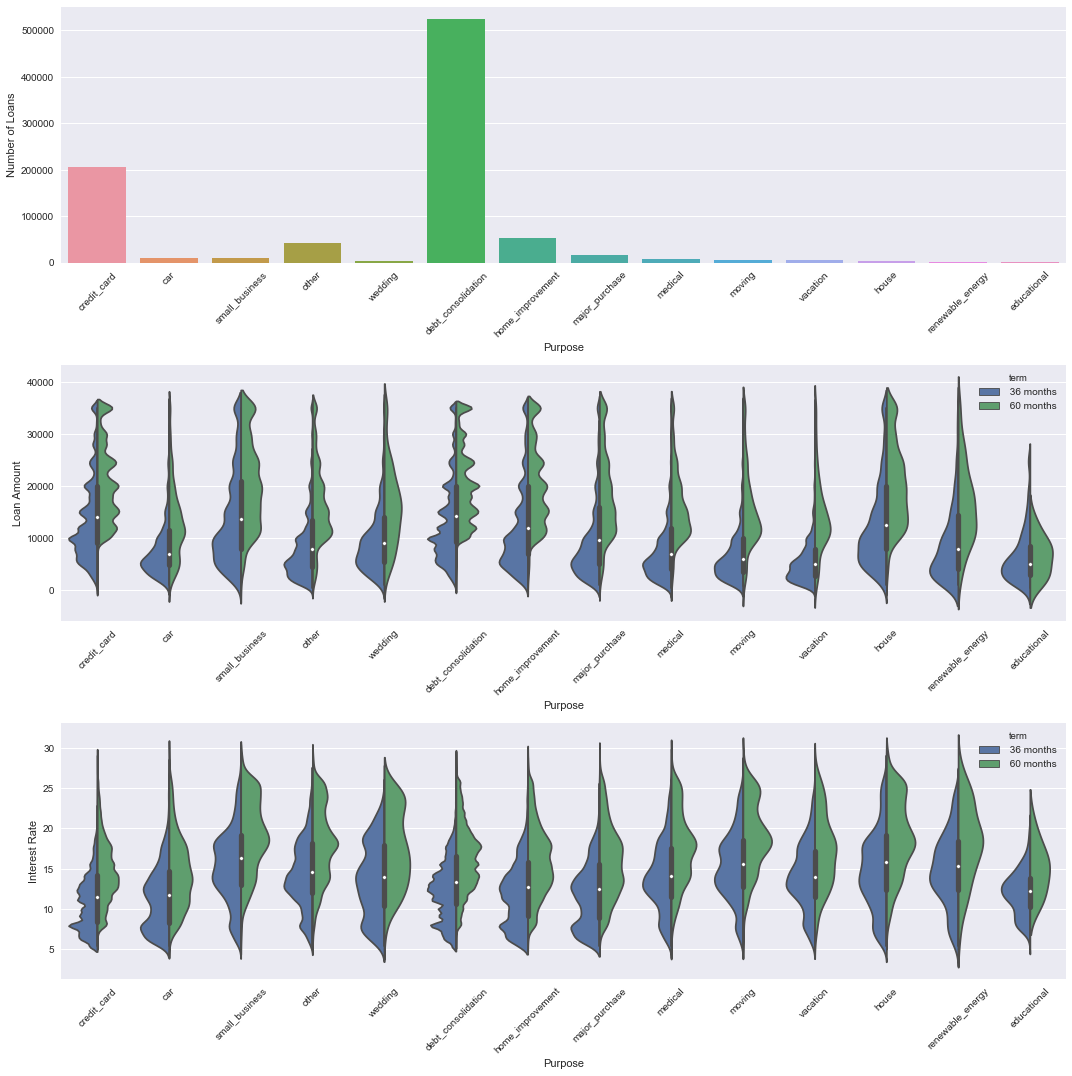 500000
400000
300000
200000
100000
0
Number of Loans
credit_card
car
small_business
other
wedding
debt_consolidation
home_improvement
major_purchase
medical
moving
vacation
house
renewable_energy
educational
Purpose
40000
30000
20000
10000
0
Loan Amount
term
36 months
60 months
credit_card
car
small_business
other
wedding
debt_consolidation
home_improvement
major_purchase
medical
moving
vacation
house
renewable_energy
educational
Purpose
30
25
20
15
10
5
Interest Rate
term
36 months
60 months
credit_card
car
small_business
other
wedding
debt_consolidation
home_improvement
major_purchase
medical
moving
vacation
house
renewable_energy
educational
Purpose